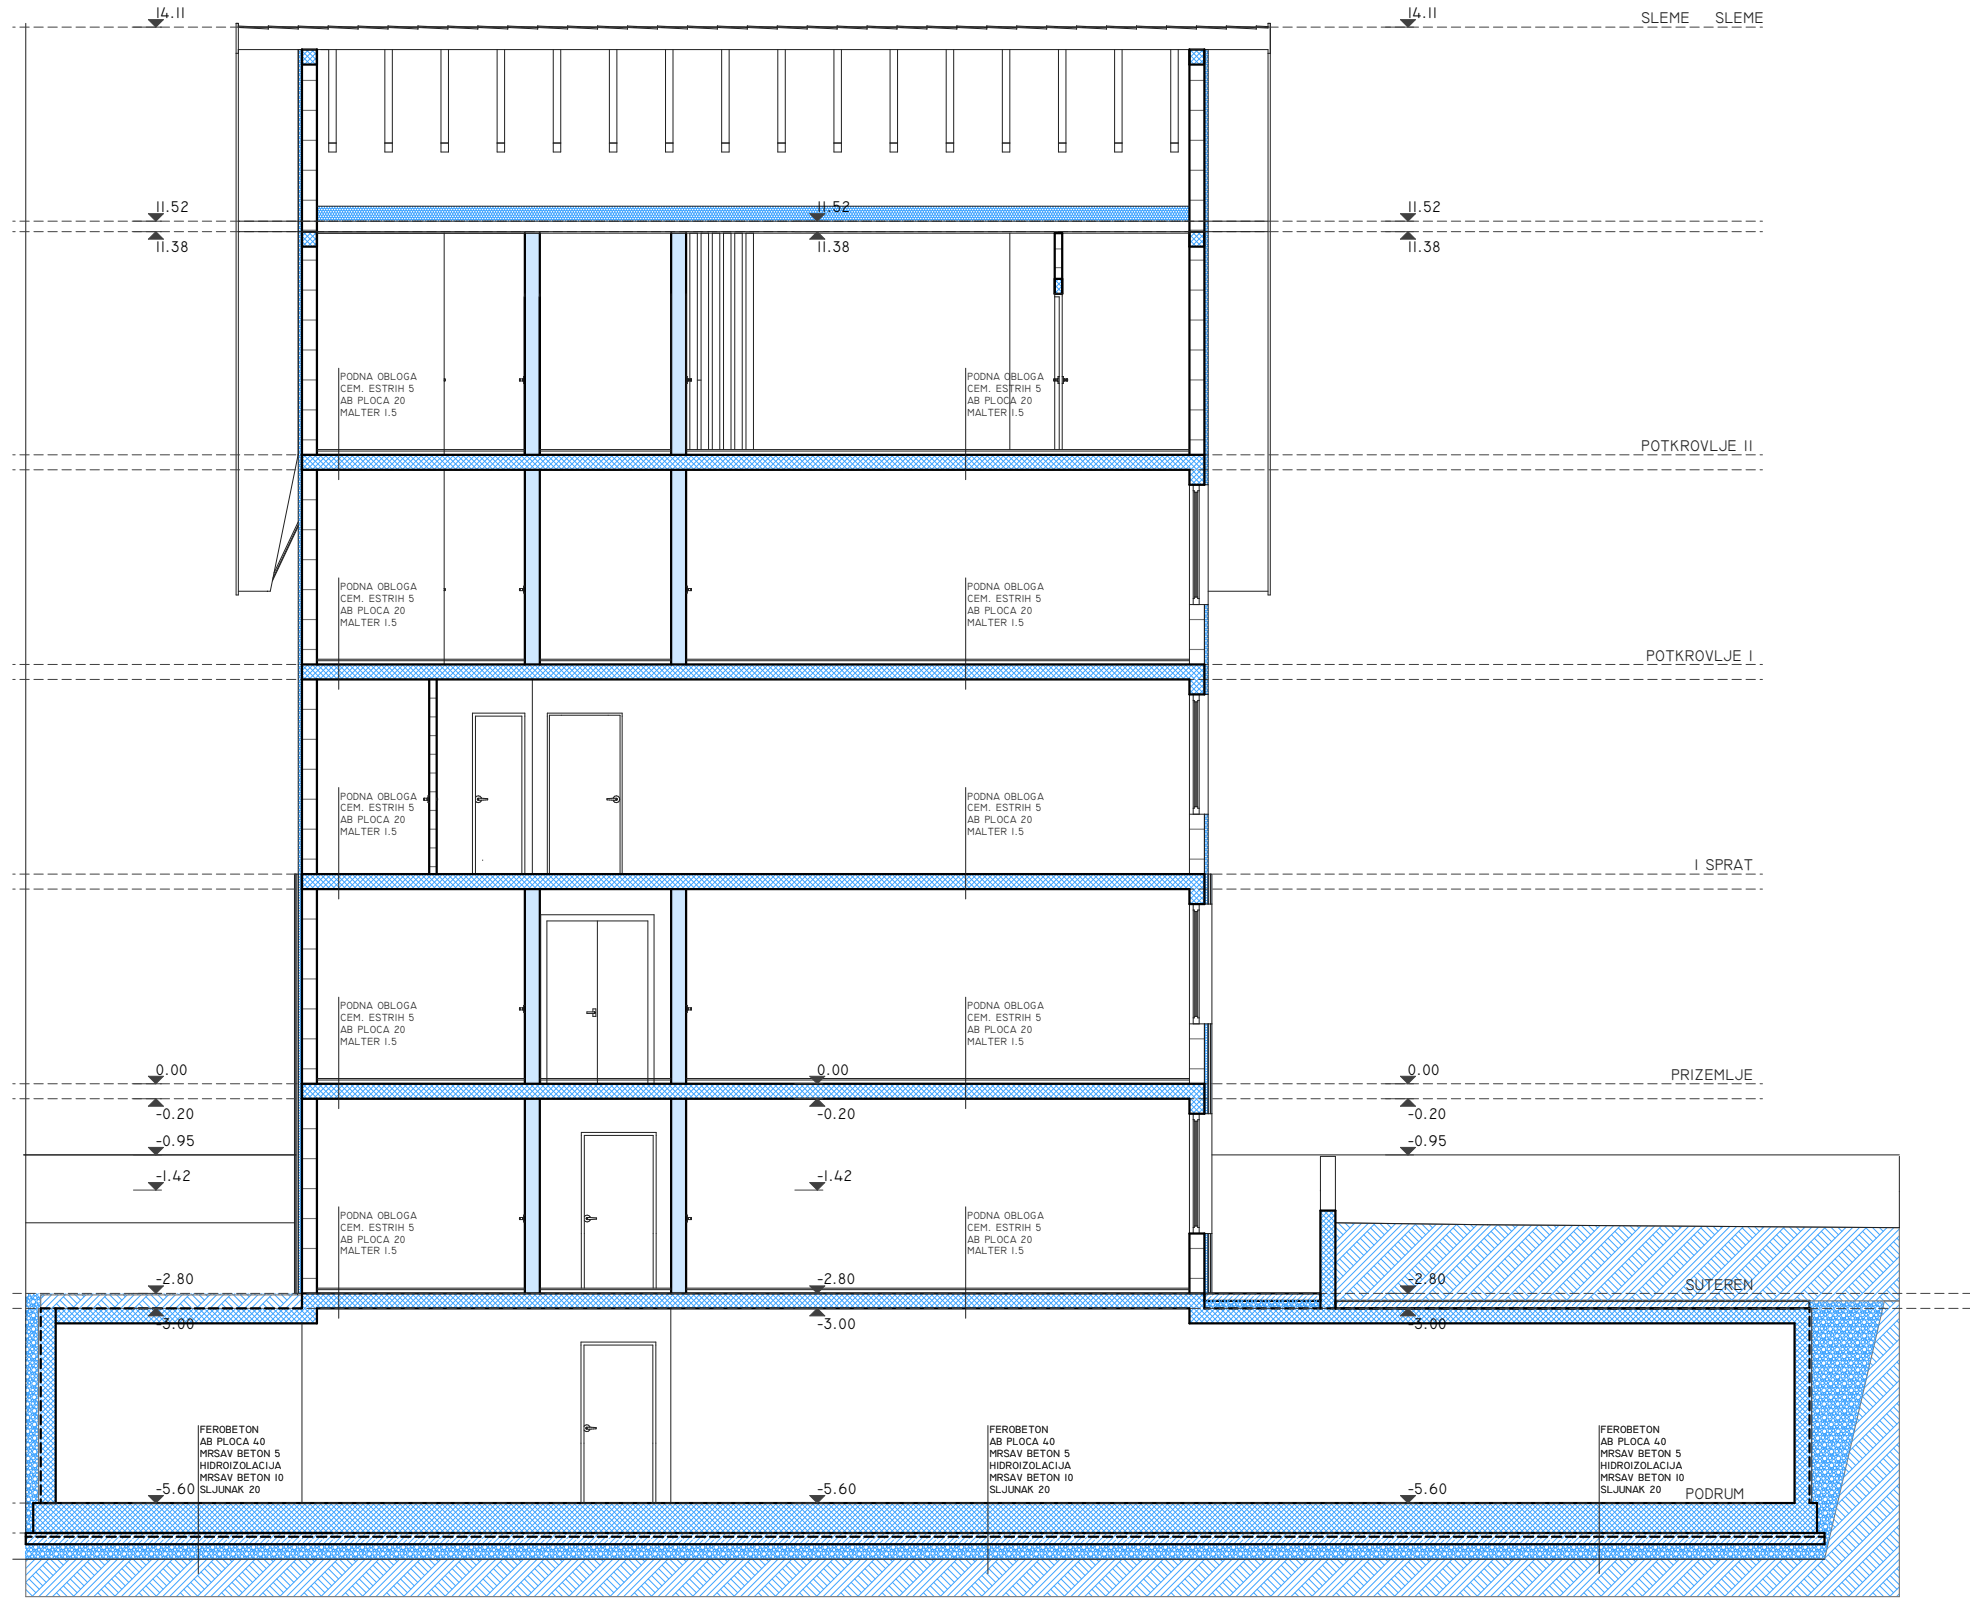 14.11
14.11
SLEME SLEME
11.52
11.52
11.52
11.38
11.38
11.38
PODNA OBLOGA
CEM. ESTRIH 5
AB PLOCA 20
MALTER 1.5
PODNA OBLOGA
CEM. ESTRIH 5
AB PLOCA 20
MALTER 1.5
POTKROVLJE II
PODNA OBLOGA
CEM. ESTRIH 5
AB PLOCA 20
MALTER 1.5
PODNA OBLOGA
CEM. ESTRIH 5
AB PLOCA 20
MALTER 1.5
POTKROVLJE I
PODNA OBLOGA
CEM. ESTRIH 5
AB PLOCA 20
MALTER 1.5
PODNA OBLOGA
CEM. ESTRIH 5
AB PLOCA 20
MALTER 1.5
I SPRAT
PODNA OBLOGA
CEM. ESTRIH 5
AB PLOCA 20
MALTER 1.5
PODNA OBLOGA
CEM. ESTRIH 5
AB PLOCA 20
MALTER 1.5
0.00
0.00
0.00
PRIZEMLJE
-0.20
-0.20
-0.20
-0.95
-0.95
-1.42
-1.42
PODNA OBLOGA
CEM. ESTRIH 5
AB PLOCA 20
MALTER 1.5
PODNA OBLOGA
CEM. ESTRIH 5
AB PLOCA 20
MALTER 1.5
-2.80
-2.80
-2.80
SUTEREN
-3.00
-3.00
-3.00
FEROBETON
AB PLOCA 40
MRSAV BETON 5
HIDROIZOLACIJA
MRSAV BETON 10
SLJUNAK 20
FEROBETON
AB PLOCA 40
MRSAV BETON 5
HIDROIZOLACIJA
MRSAV BETON 10
SLJUNAK 20
FEROBETON
AB PLOCA 40
MRSAV BETON 5
HIDROIZOLACIJA
MRSAV BETON 10
SLJUNAK 20
-5.60
-5.60
-5.60
PODRUM